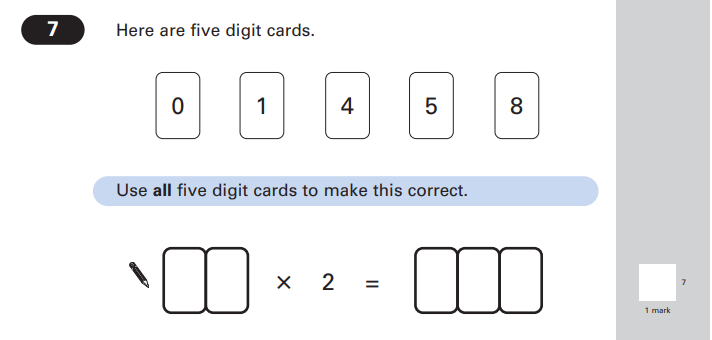 7 Here are five digit cards.
0 1 4 5 8
Use all five digit cards to make this correct.
× 2 =
7
1 mark